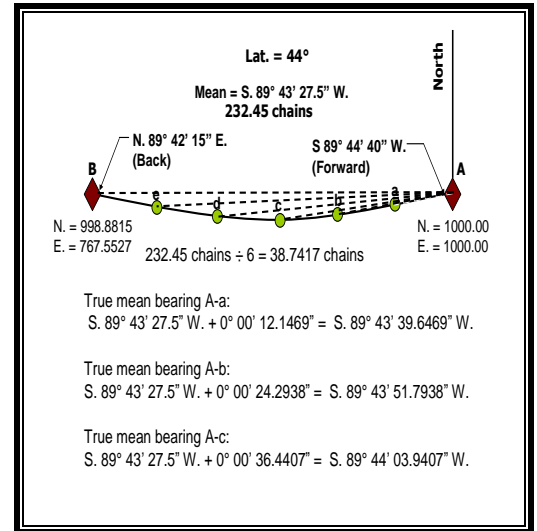 Lat. = 44°
North
Mean = S. 89° 43' 27.5" W.
232.45 chains
N. 89° 42' 15" E.
(Back)
S 89° 44' 40" W.
(Forward)
B
A
e
d
c
b
a
N. = 998.8815
E. = 767.5527
N. = 1000.00
E. = 1000.00
232.45 chains ÷ 6 = 38.7417 chains
True mean bearing A-a:
S. 89° 43' 27.5" W. + 0° 00' 12.1469" = S. 89° 43' 39.6469" W.
True mean bearing A-b:
S. 89° 43' 27.5" W. + 0° 00' 24.2938" = S. 89° 43' 51.7938" W.
True mean bearing A-c:
S. 89° 43' 27.5" W. + 0° 00' 36.4407" = S. 89° 44' 03.9407" W.